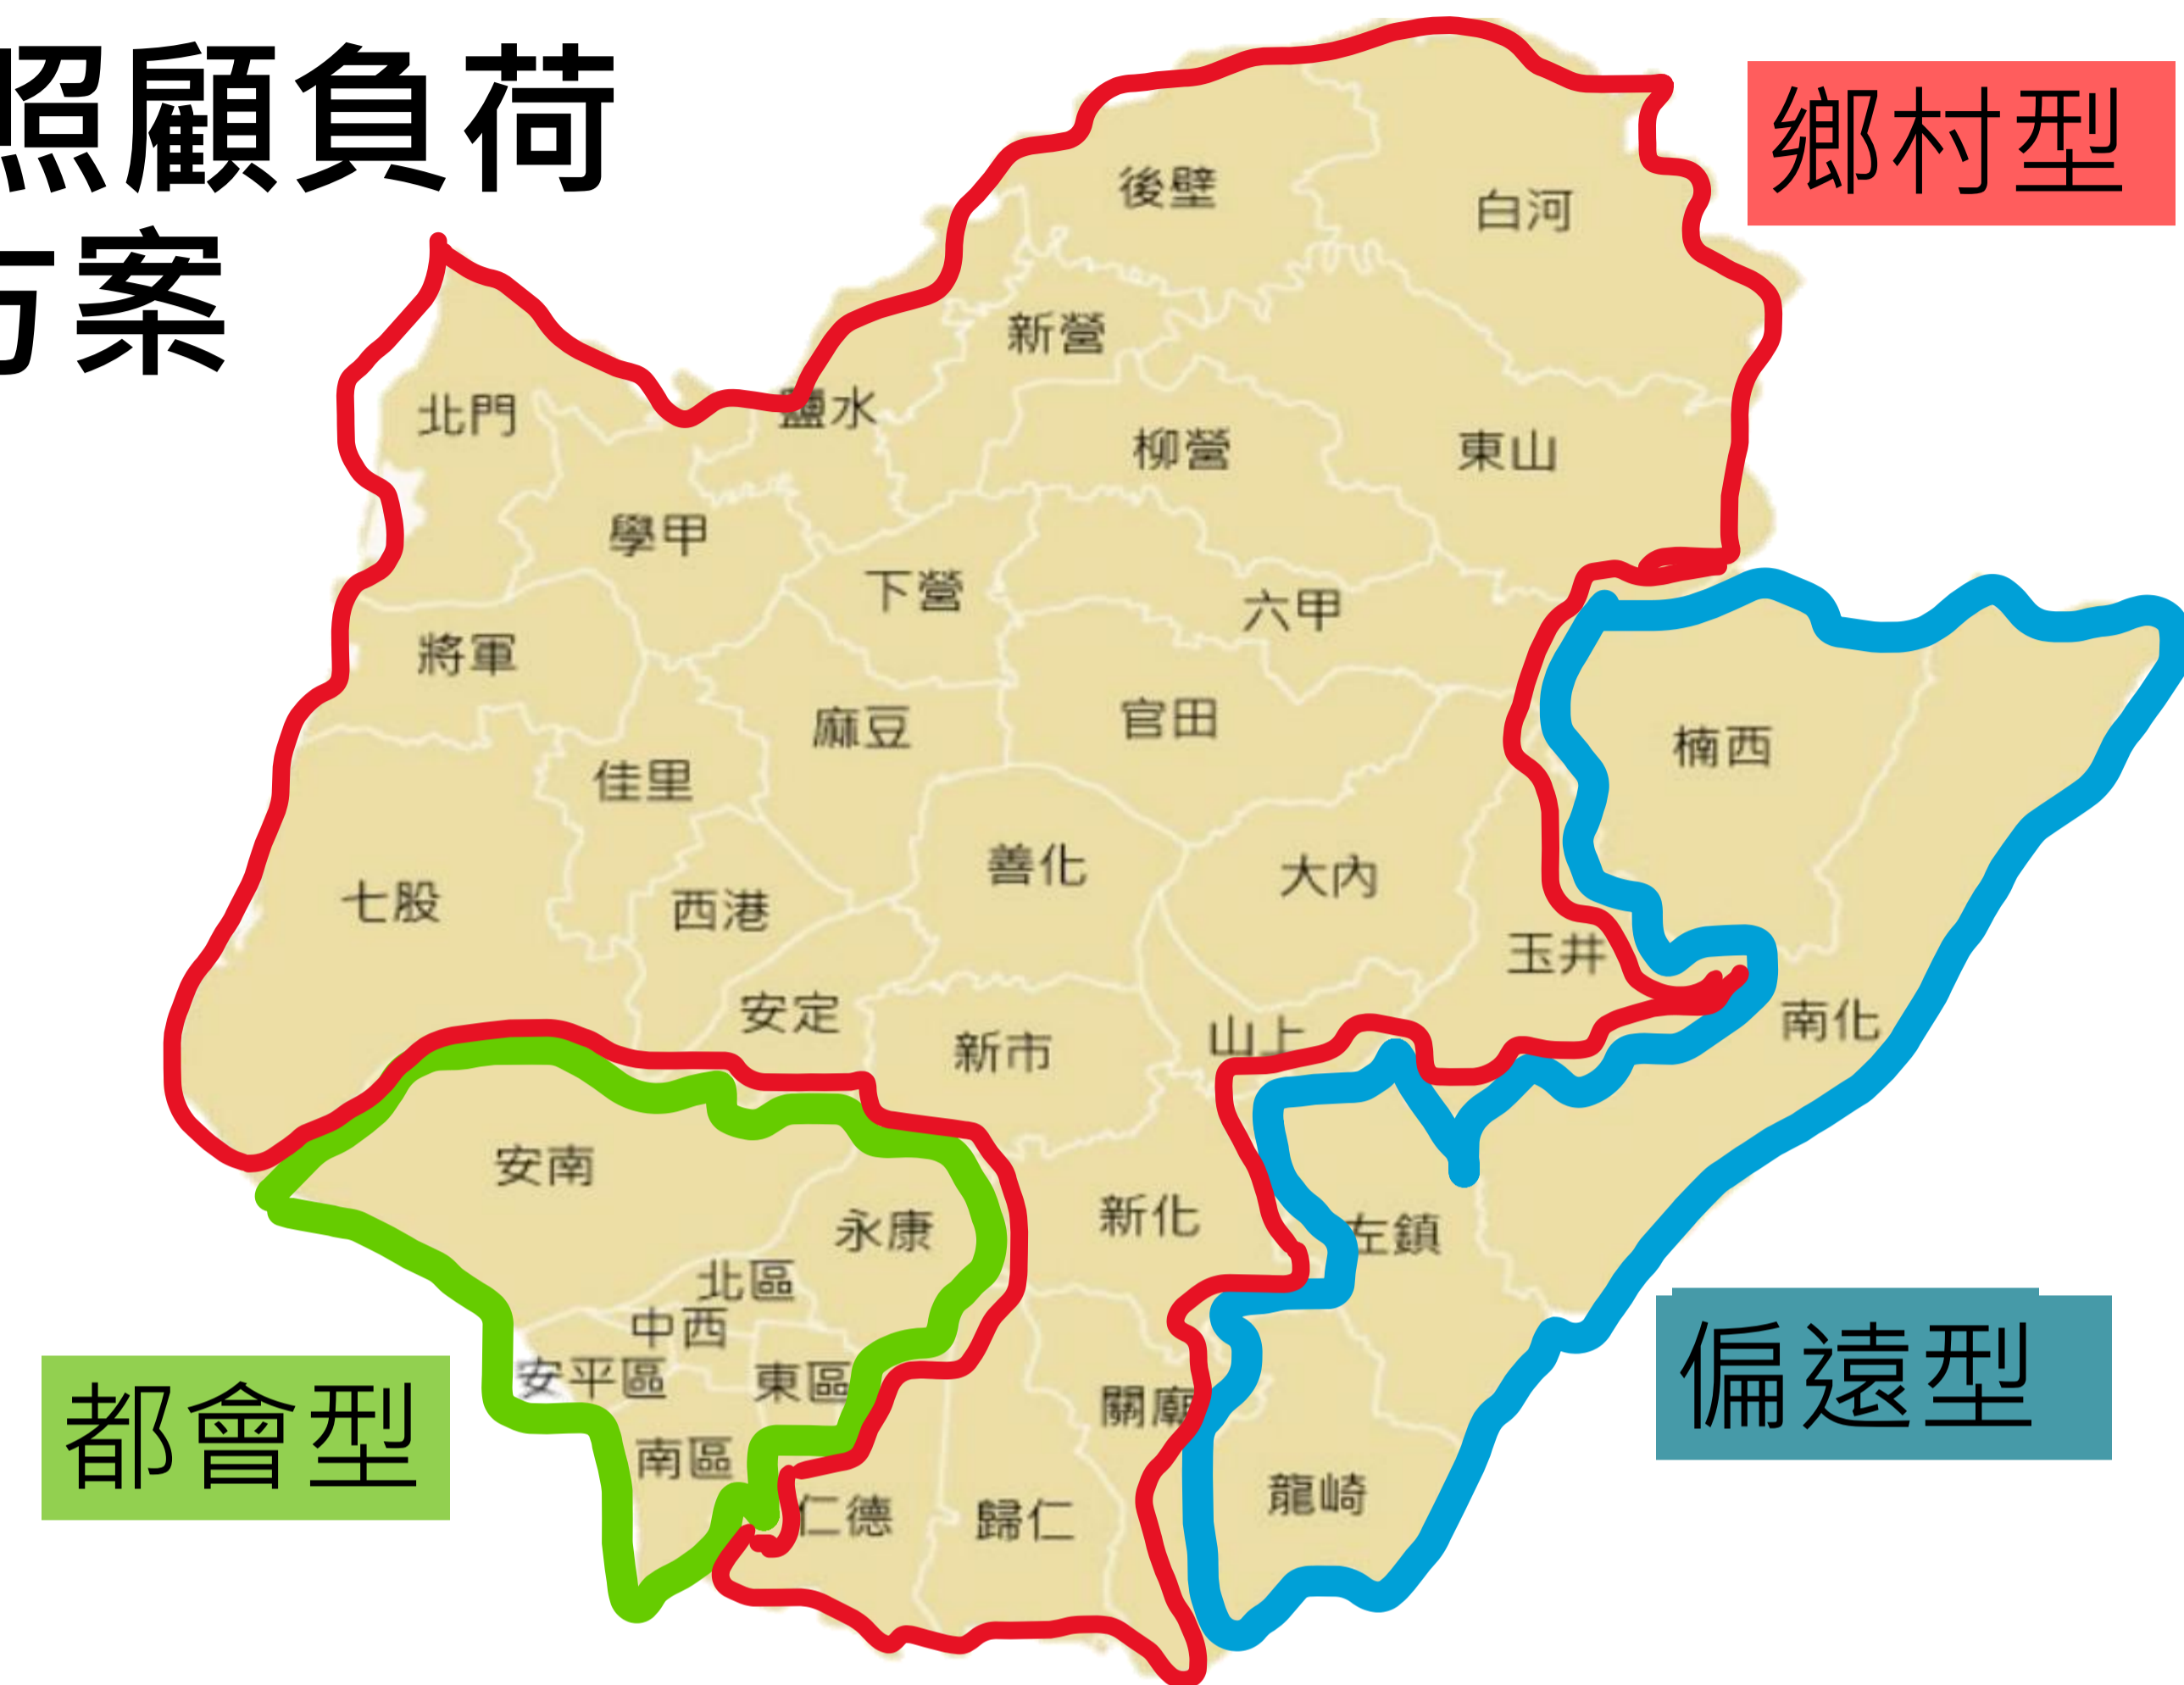 照顧負荷
方案
鄉村型
後壁
白河
新營
北門
鹽水
柳營
東山
學甲
下營
六甲
將軍
麻豆
官田
楠西
佳里
善化
大內
七股
西港
玉井
安定
新市
山上
南化
安南
永康
新化
左鎮
北區
中西
安平區
東區
關廟
偏遠型
都會型
南區
仁德
歸仁
龍崎